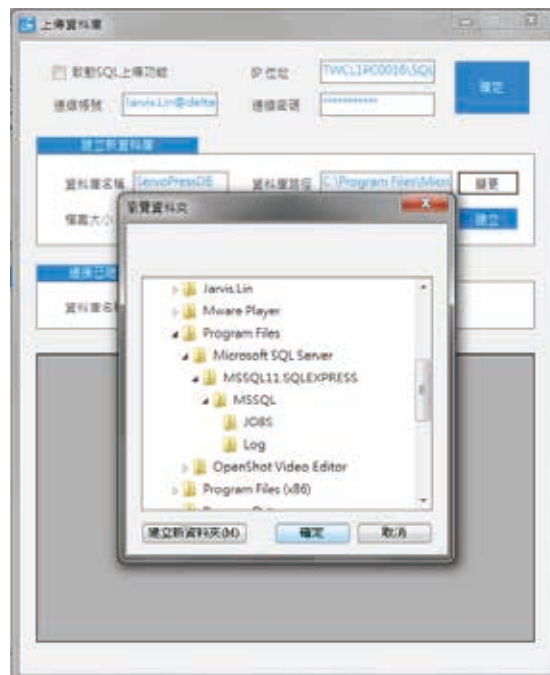 上傳資料庫
啟動SQL上傳功能 IP位址 TWCL1PC0016\SQL 確定
連線帳號 Jarvis.Lin@delta 連線密碼 ***********
建立新資料庫
資料庫名稱 ServoPressDB 資料庫路徑 C:\Program Files\Micros 變更
檔案大小 建立
瀏覽資料夾
資料庫名
Jarvis.Lin
Mware Player
Program Files
Microsoft SQL Server
MSSQL11.SQLEXPRESS
MSSQL
JOBS
Log
OpenShot Video Editor
Program Files (x86)
建立新資料夾(M) 確定 取消